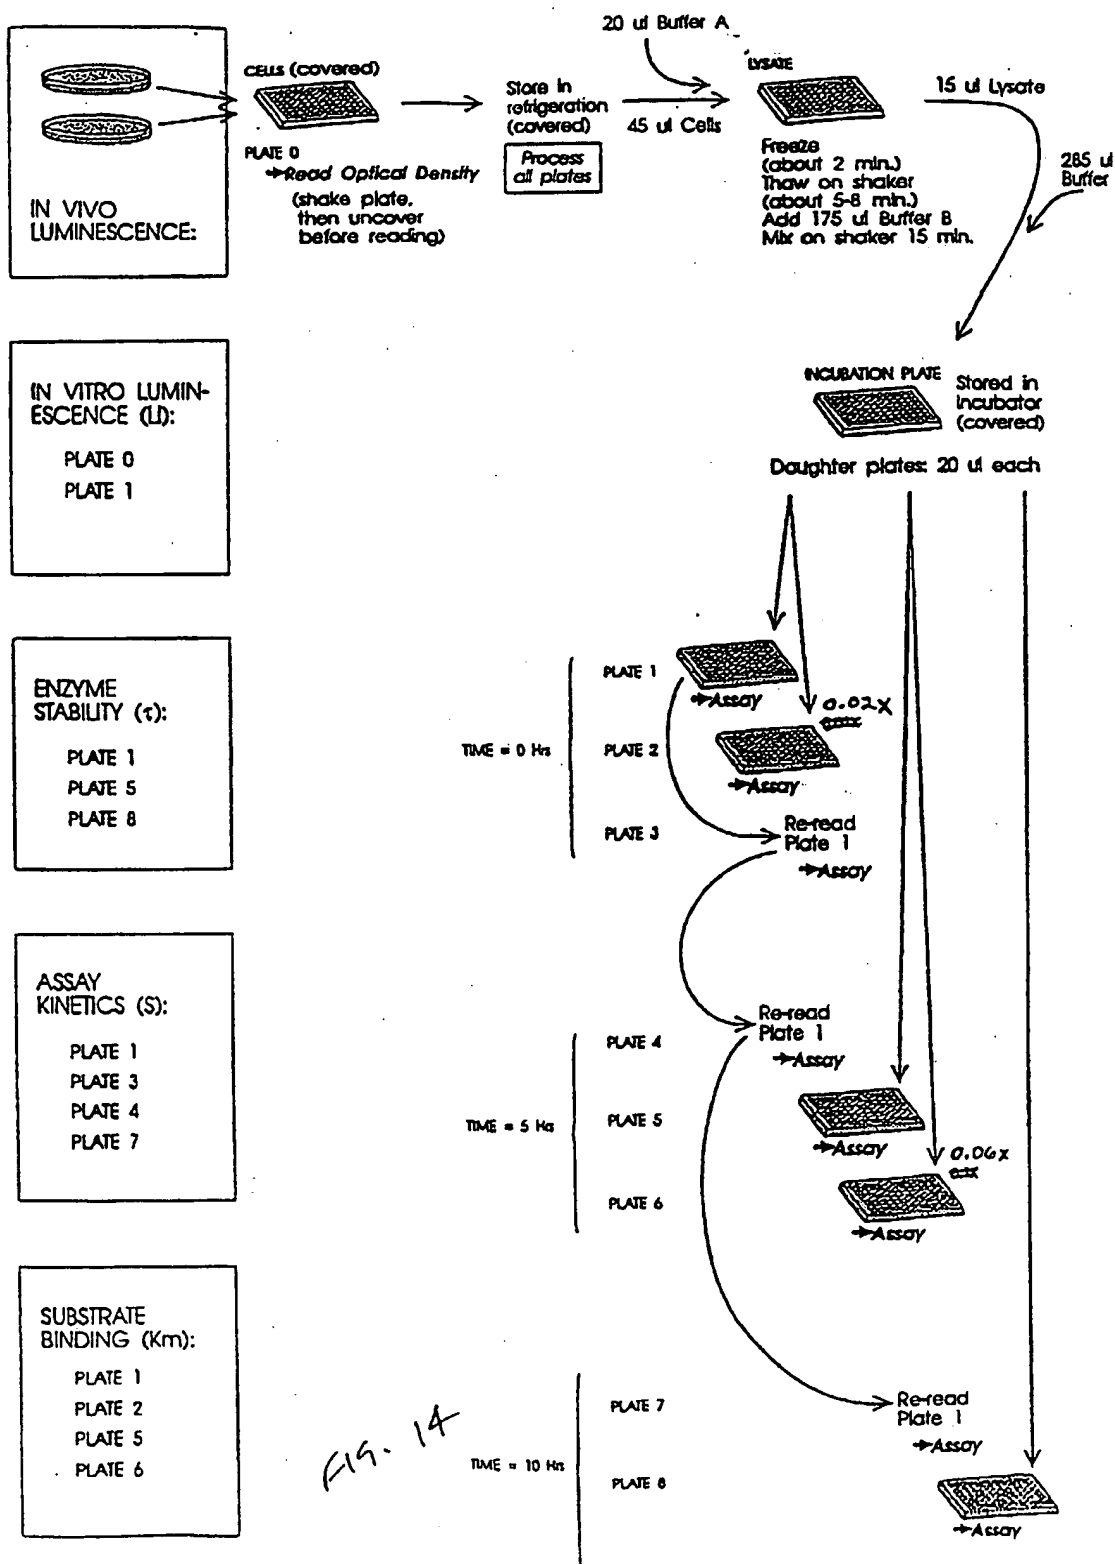 20 ul Buffer A
CELLS (covered)
Store in
refrigeration
(covered)
Process
all plates
45 ul Cells
LYSATE
15 ul Lysate
PLATE 0
Read Optical Density
(shake plate,
then uncover
before reading)
Freeze
(about 2 min.)
Thaw on shaker
(about 5-8 min.)
Add 175 ul Buffer B
Mix on shaker 15 min.
285 ul
Buffer
IN VIVO
LUMINESCENCE:
IN VITRO LUMIN-
ESCENCE (LI):
PLATE 0
PLATE 1
INCUBATION PLATE
Stored in
incubator
(covered)
Daughter plates: 20 ul each
ENZYME
STABILITY (τ):
PLATE 1
PLATE 5
PLATE 8
TIME = 0 Hrs
PLATE 1
Assay
0.02x
PLATE 2
Assay
PLATE 3
Re-read
Plate 1
Assay
ASSAY
KINETICS (S):
PLATE 1
PLATE 3
PLATE 4
PLATE 7
TIME = 5 Hrs
PLATE 4
Re-read
Plate 1
Assay
PLATE 5
Assay
0.06x
PLATE 6
Assay
SUBSTRATE
BINDING (Km):
PLATE 1
PLATE 2
PLATE 5
PLATE 6
FIG. 14
TIME = 10 Hrs
PLATE 7
Re-read
Plate 1
Assay
PLATE 8
Assay